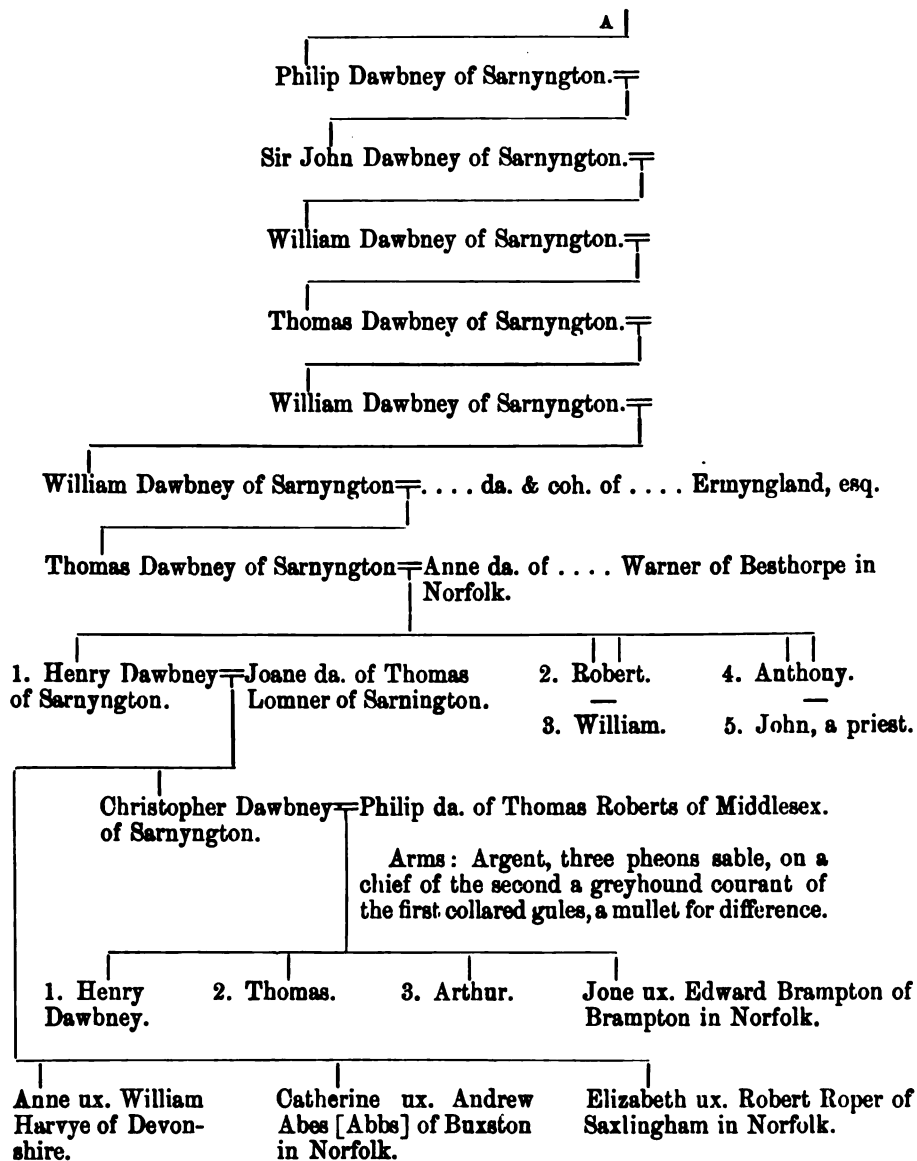 A
Philip Dawbney of Sarnyngton.
Sir John Dawbney of Sarnyngton.
William Dawbney of Sarnyngton.
Thomas Dawbney of Sarnyngton.
William Dawbney of Sarnyngton.
William Dawbney of Sarnyngton=. . . . da. & coh. of . . . . Ermyngland, esq.
Thomas Dawbney of Sarnyngton=Anne da. of . . . . Warner of Besthorpe in
Norfolk.
1. Henry Dawbney=Joane da. of Thomas
of Sarnyngton. Lomner of Sarnington.
2. Robert.
3. William.
4. Anthony.
5. John, a priest.
Christopher Dawbney=Philip da. of Thomas Roberts of Middlesex.
of Sarnyngton.
Arms: Argent, three pheons sable, on a
chief of the second a greyhound courant of
the first collared gules, a mullet for difference.
1. Henry
Dawbney.
2. Thomas.
3. Arthur.
Jone ux. Edward Brampton of
Brampton in Norfolk.
Anne ux. William
Harvye of Devon-
shire.
Catherine ux. Andrew
Abes [Abbs] of Buxston
in Norfolk.
Elizabeth ux. Robert Roper of
Saxlingham in Norfolk.